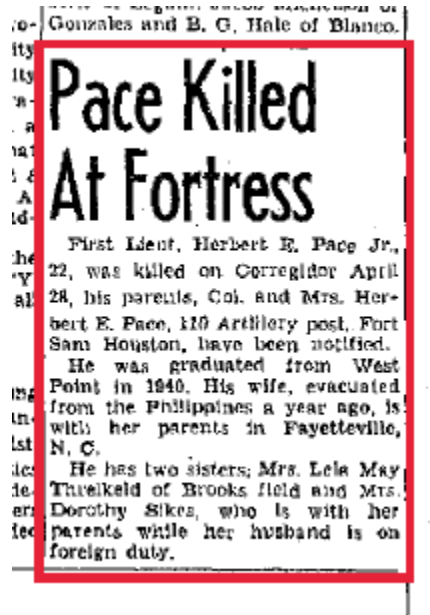 Gonzales and B. G. Hale of Blanco.
Pace Killed
At Fortress
First Lieut. Herbert E. Pace Jr.,
22, was killed on Corregidor April
28, his parents, Col. and Mrs. Her-
bert E. Pace, 110 Artillery post, Fort
Sam Houston, have been notified.
He was graduated from West
Point in 1940. His wife, evacuated
from the Philippines a year ago, is
with her parents in Fayetteville,
N. C.
He has two sisters; Mrs. Lela May
Threlkeld of Brooks field and Mrs.
Dorothy Sikes, who is with her
parents while her husband is on
foreign duty.